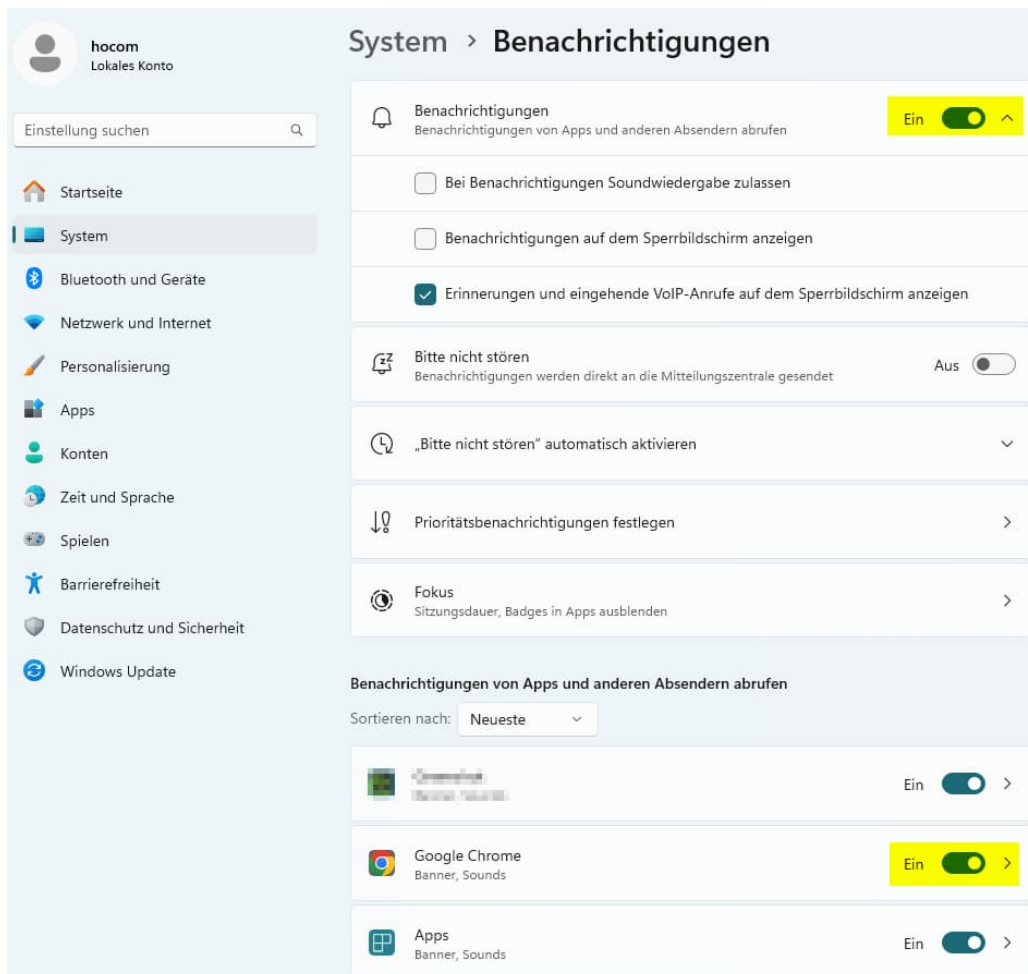 hocom
Lokales Konto
Einstellung suchen
Startseite
System
Bluetooth und Geräte
Netzwerk und Internet
Personalisierung
Apps
Konten
Zeit und Sprache
Spielen
Barrierefreiheit
Datenschutz und Sicherheit
Windows Update
System > Benachrichtigungen
Benachrichtigungen
Benachrichtigungen von Apps und anderen Absendern abrufen
Ein
Bei Benachrichtigungen Soundwiedergabe zulassen
Benachrichtigungen auf dem Sperrbildschirm anzeigen
Erinnerungen und eingehende VoIP-Anrufe auf dem Sperrbildschirm anzeigen
Bitte nicht stören
Benachrichtigungen werden direkt an die Mitteilungszentrale gesendet
Aus
„Bitte nicht stören“ automatisch aktivieren
Prioritätsbenachrichtigungen festlegen
Fokus
Sitzungsdauer, Badges in Apps ausblenden
Benachrichtigungen von Apps und anderen Absendern abrufen
Sortieren nach: Neueste
Ein
Google Chrome
Banner, Sounds
Ein
Apps
Banner, Sounds
Ein